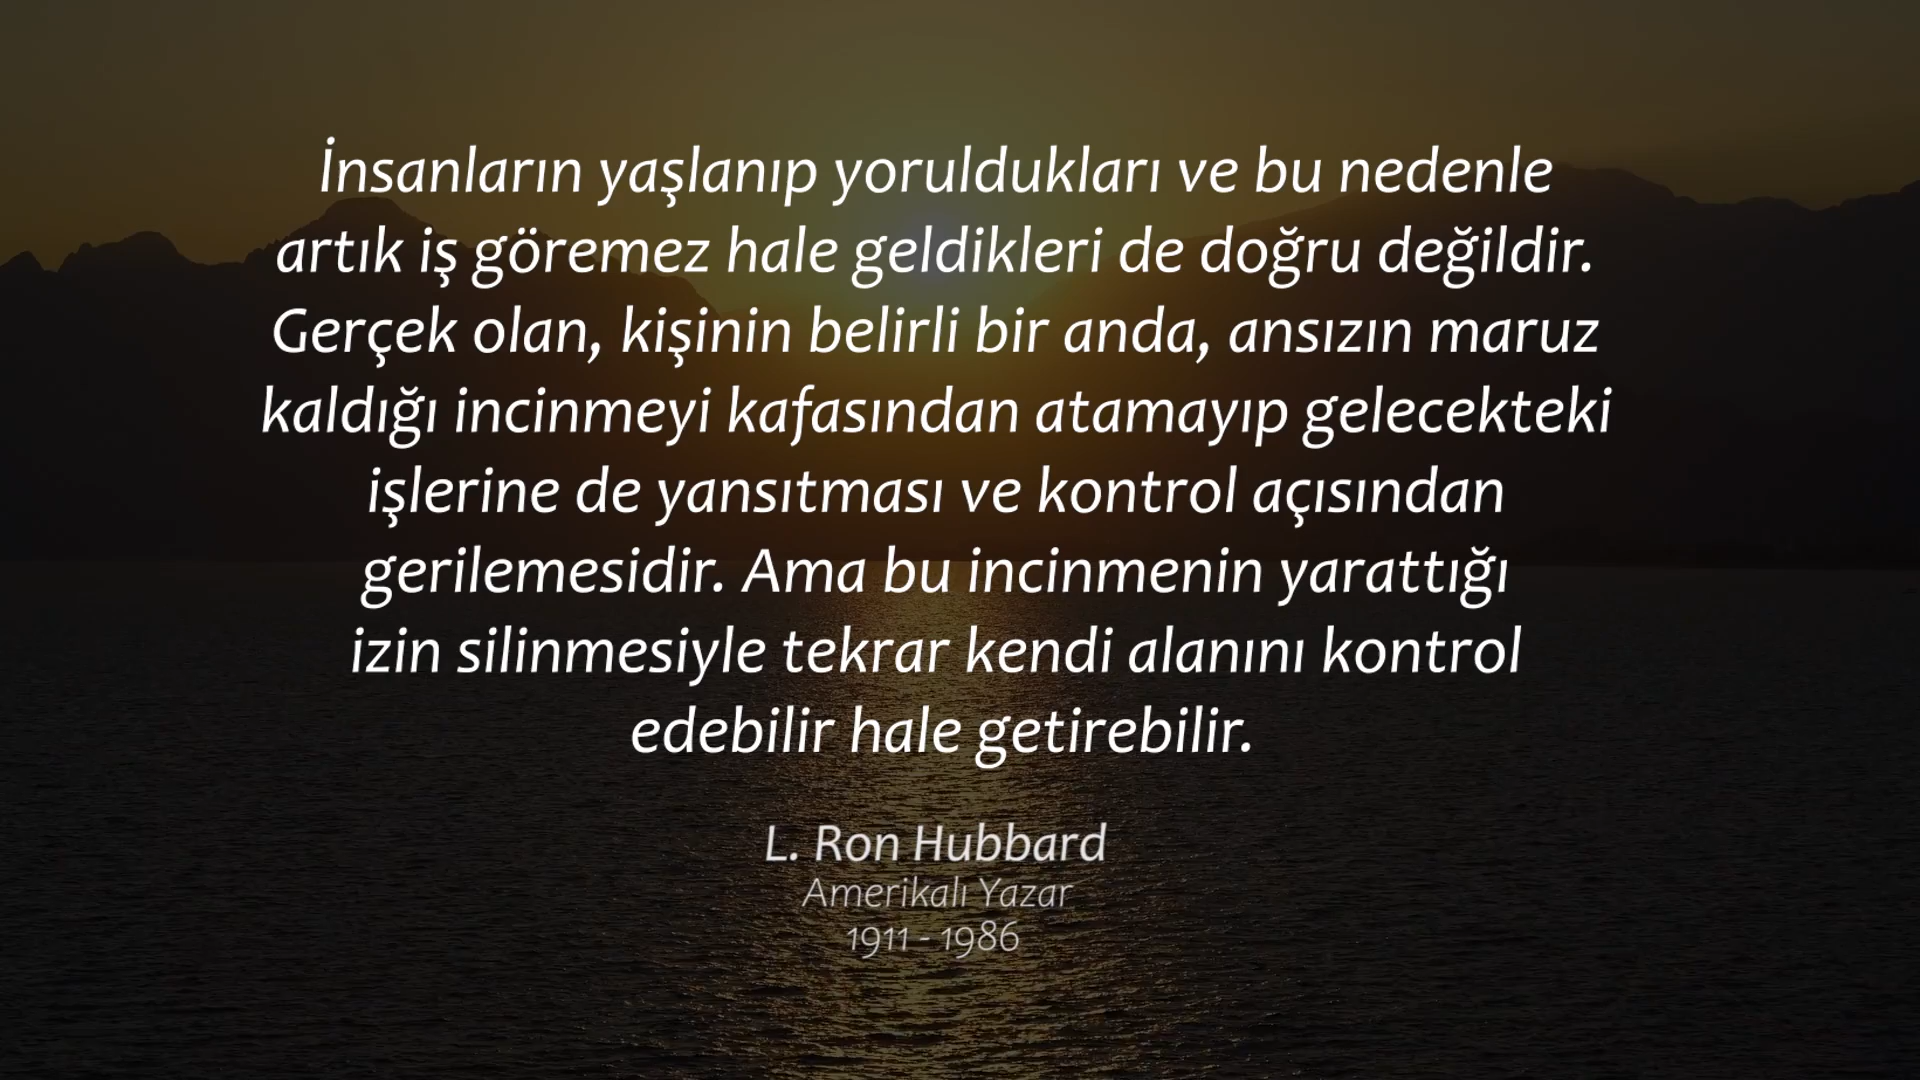 İnsanların yaşlanıp yoruldukları ve bu nedenle
artık iş göremez hale geldikleri de doğru değildir.
Gerçek olan, kişinin belirli bir anda, ansızın maruz
kaldığı incinmeyi kafasından atamayıp gelecekteki
işlerine de yansıtması ve kontrol açısından
gerilemesidir. Ama bu incinmenin yarattığı
izin silinmesiyle tekrar kendi alanını kontrol
edebilir hale getirebilir.
L. Ron Hubbard
Amerikalı Yazar
1911 - 1986